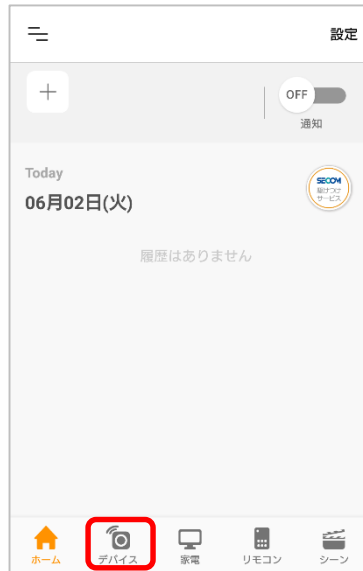 設定
OFF
通知
Today
06月02日(火)
SECOM
駆けつけ
サービス
履歴はありません
ホーム
デバイス
家電
リモコン
シーン